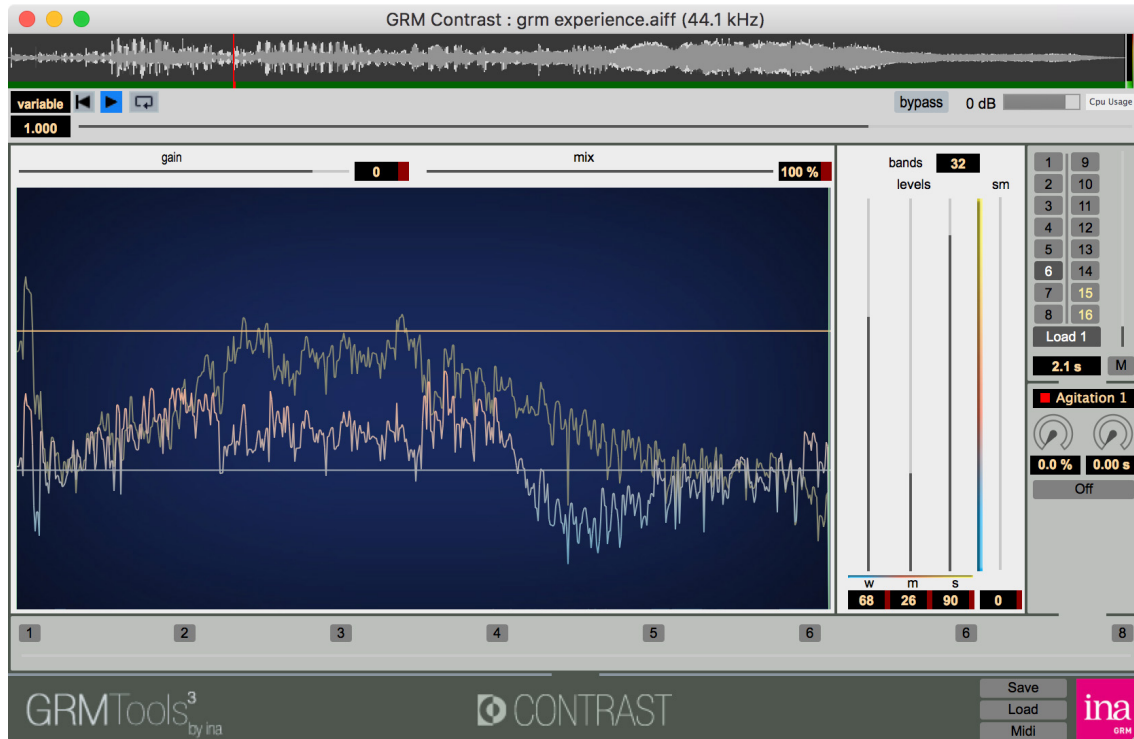 GRM Contrast : grm experience.aiff (44.1 kHz)
variable
bypass 0 dB Cpu Usage
1.000
gain 0 mix 100 %
bands 32
levels sm
w m s
68 26 90 0
1 9
2 10
3 11
4 12
5 13
6 14
7 15
8 16
Load 1
2.1 s M
Agitation 1
0.0 % 0.00 s
Off
1 2 3 4 5 6 6 8
GRMTools3 by ina
CONTRAST
Save
Load
Midi
ina
GRM